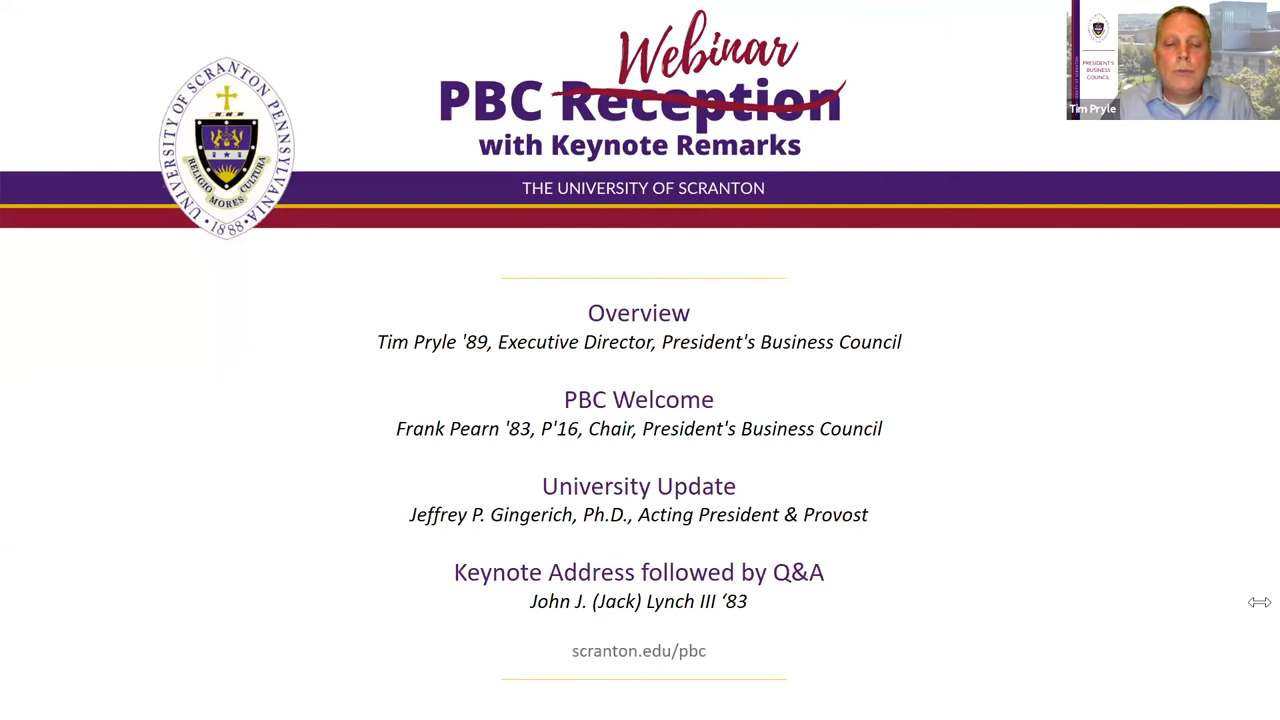 Webinar
PBC Reception
with Keynote Remarks
UNIVERSITY OF SCRANTON PENNSYLVANIA
RELIGIO MORES CULTURA
• 1888 •
THE UNIVERSITY OF SCRANTON
PRESIDENT'S
BUSINESS
COUNCIL
Tim Pryle
Overview
Tim Pryle '89, Executive Director, President's Business Council
PBC Welcome
Frank Pearn '83, P'16, Chair, President's Business Council
University Update
Jeffrey P. Gingerich, Ph.D., Acting President & Provost
Keynote Address followed by Q&A
John J. (Jack) Lynch III ‘83
scranton.edu/pbc